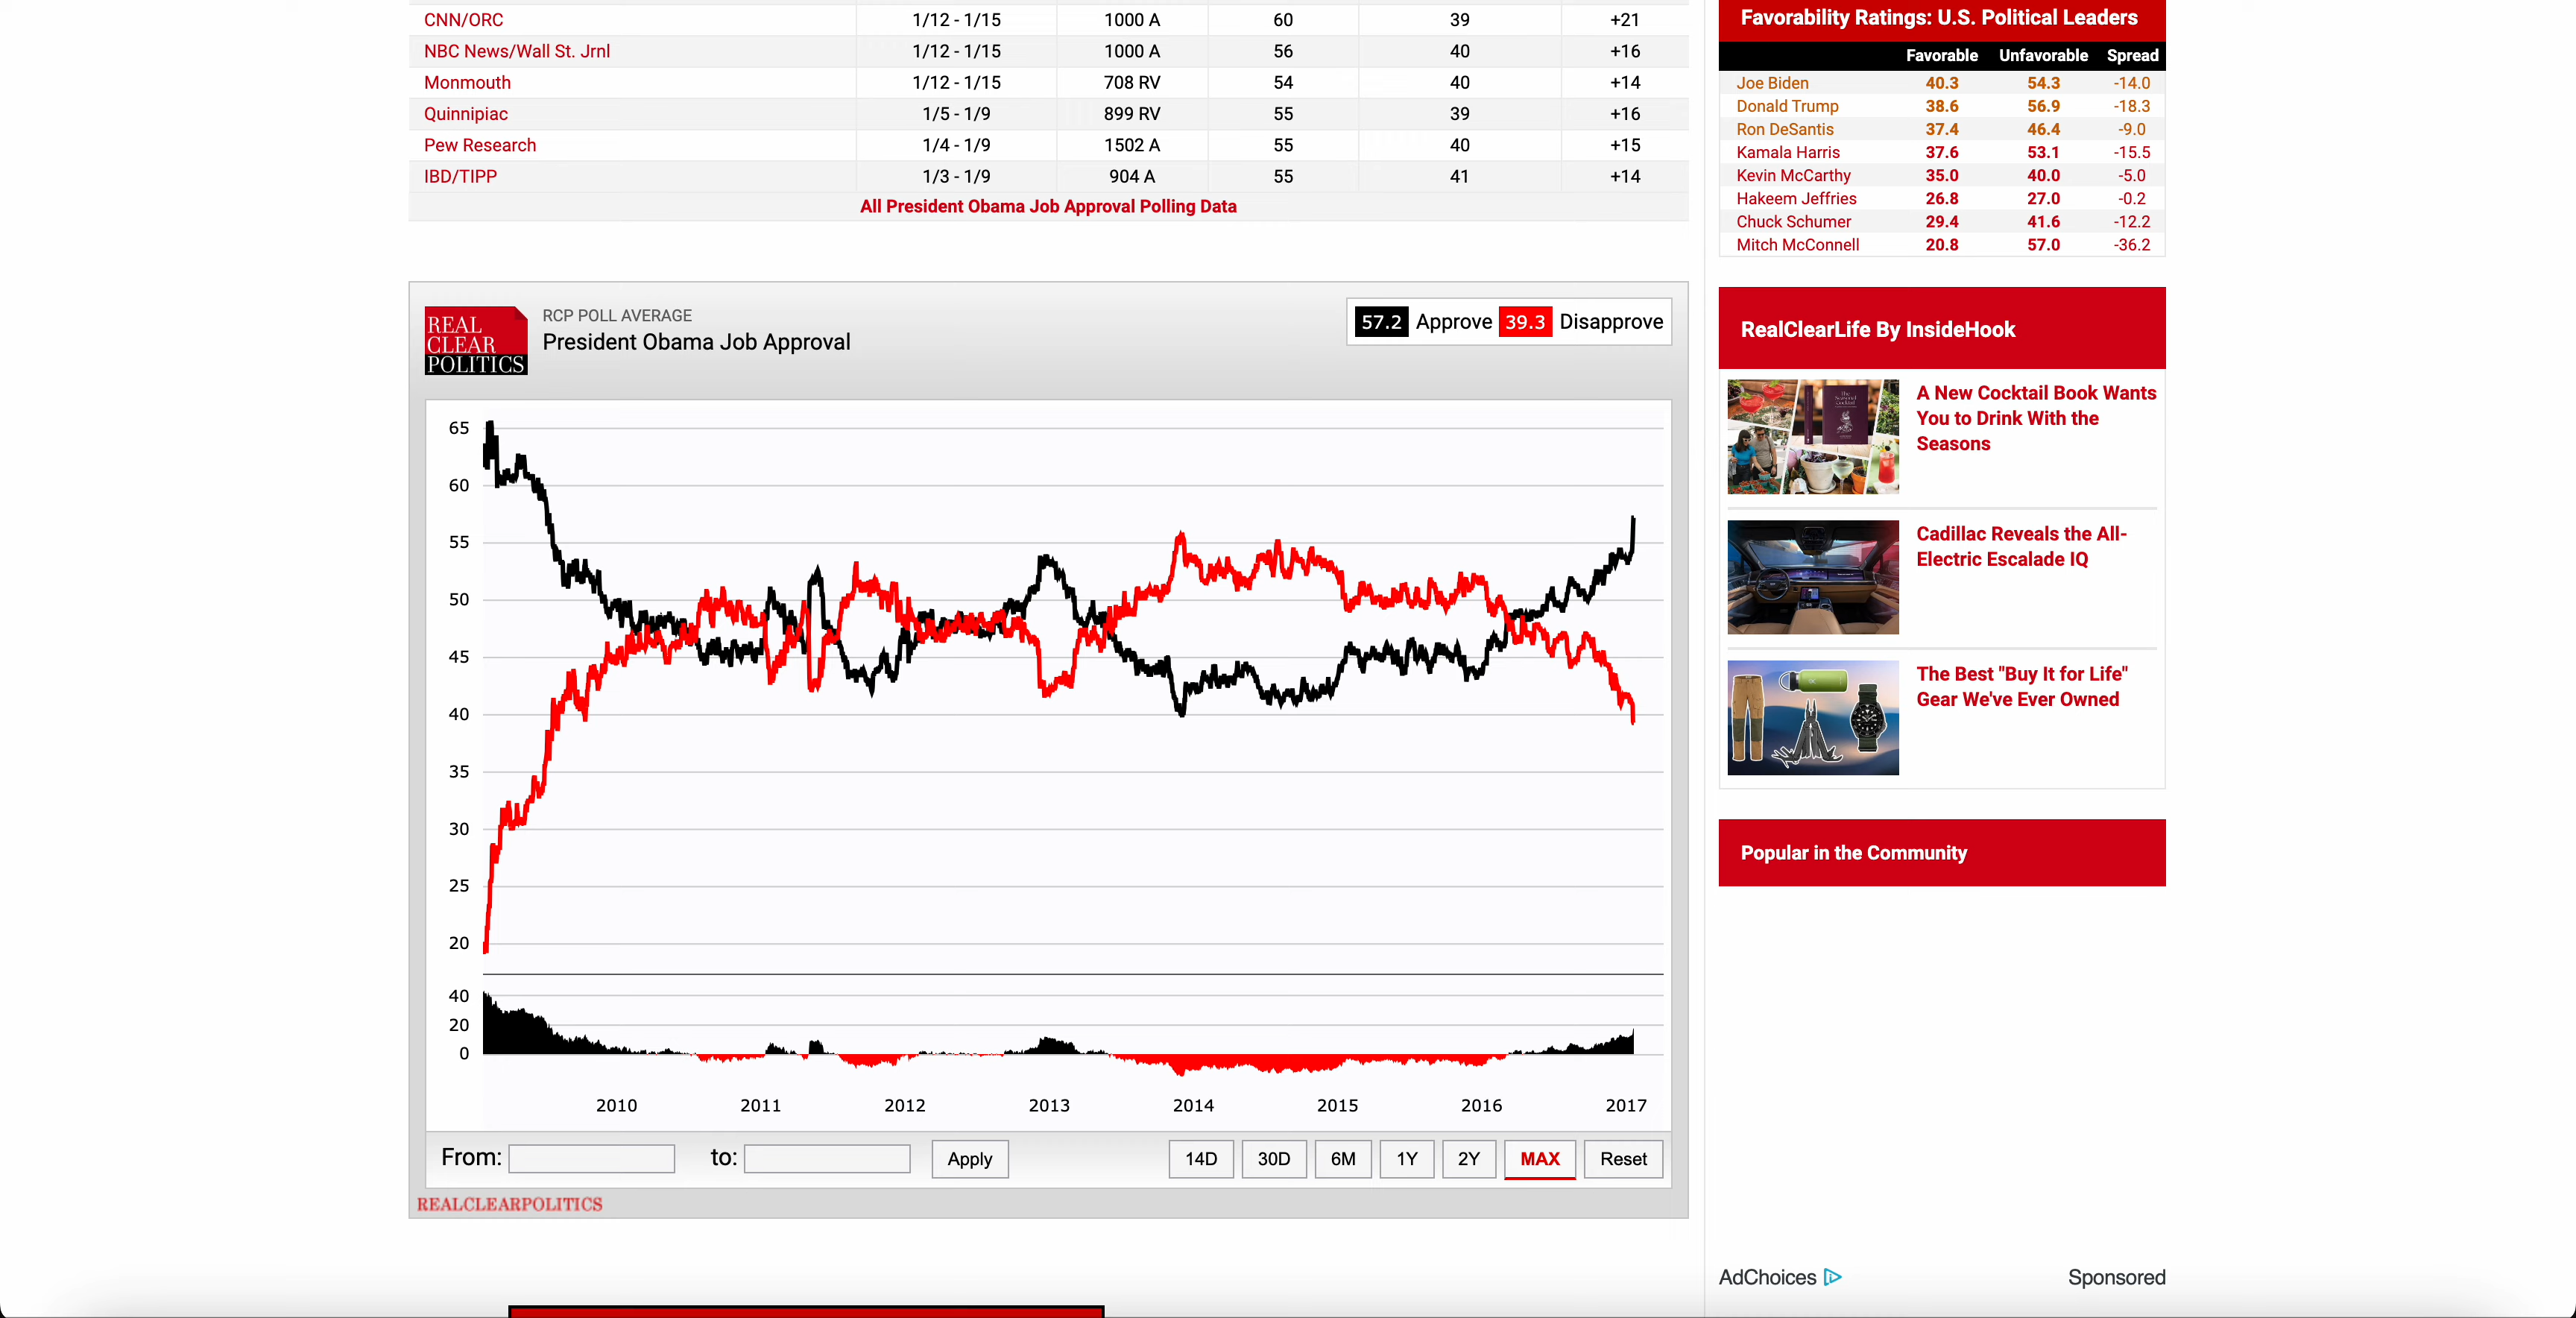 CNN/ORC 1/12 - 1/15 1000 A 60 39 +21
NBC News/Wall St. Jrnl 1/12 - 1/15 1000 A 56 40 +16
Monmouth 1/12 - 1/15 708 RV 54 40 +14
Quinnipiac 1/5 - 1/9 899 RV 55 39 +16
Pew Research 1/4 - 1/9 1502 A 55 40 +15
IBD/TIPP 1/3 - 1/9 904 A 55 41 +14
All President Obama Job Approval Polling Data
REAL
CLEAR
POLITICS
RCP POLL AVERAGE
President Obama Job Approval
57.2 Approve 39.3 Disapprove
65
60
55
50
45
40
35
30
25
20
40
20
0
2010 2011 2012 2013 2014 2015 2016 2017
From: to: Apply 14D 30D 6M 1Y 2Y MAX Reset
REALCLEARPOLITICS
Favorability Ratings: U.S. Political Leaders
Favorable Unfavorable Spread
Joe Biden 40.3 54.3 -14.0
Donald Trump 38.6 56.9 -18.3
Ron DeSantis 37.4 46.4 -9.0
Kamala Harris 37.6 53.1 -15.5
Kevin McCarthy 35.0 40.0 -5.0
Hakeem Jeffries 26.8 27.0 -0.2
Chuck Schumer 29.4 41.6 -12.2
Mitch McConnell 20.8 57.0 -36.2
RealClearLife By InsideHook
A New Cocktail Book Wants
You to Drink With the
Seasons
Cadillac Reveals the All-
Electric Escalade IQ
The Best "Buy It for Life"
Gear We've Ever Owned
Popular in the Community
AdChoices Sponsored